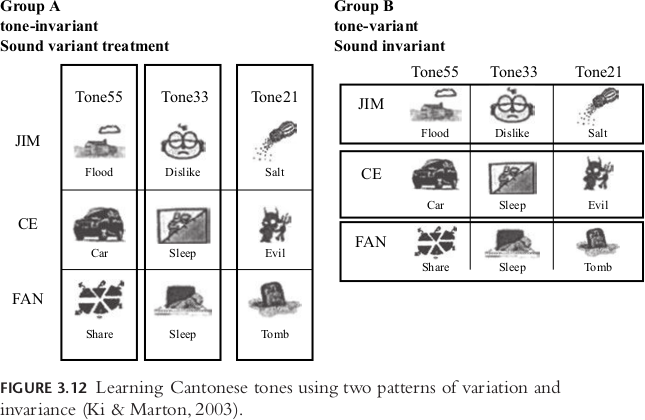 Group A
tone-invariant
Sound variant treatment
Tone55 Tone33 Tone21
JIM
Flood Dislike Salt
CE
Car Sleep Evil
FAN
Share Sleep Tomb
Group B
tone-variant
Sound invariant
Tone55 Tone33 Tone21
JIM
Flood Dislike Salt
CE
Car Sleep Evil
FAN
Share Sleep Tomb
FIGURE 3.12 Learning Cantonese tones using two patterns of variation and
invariance (Ki & Marton, 2003).